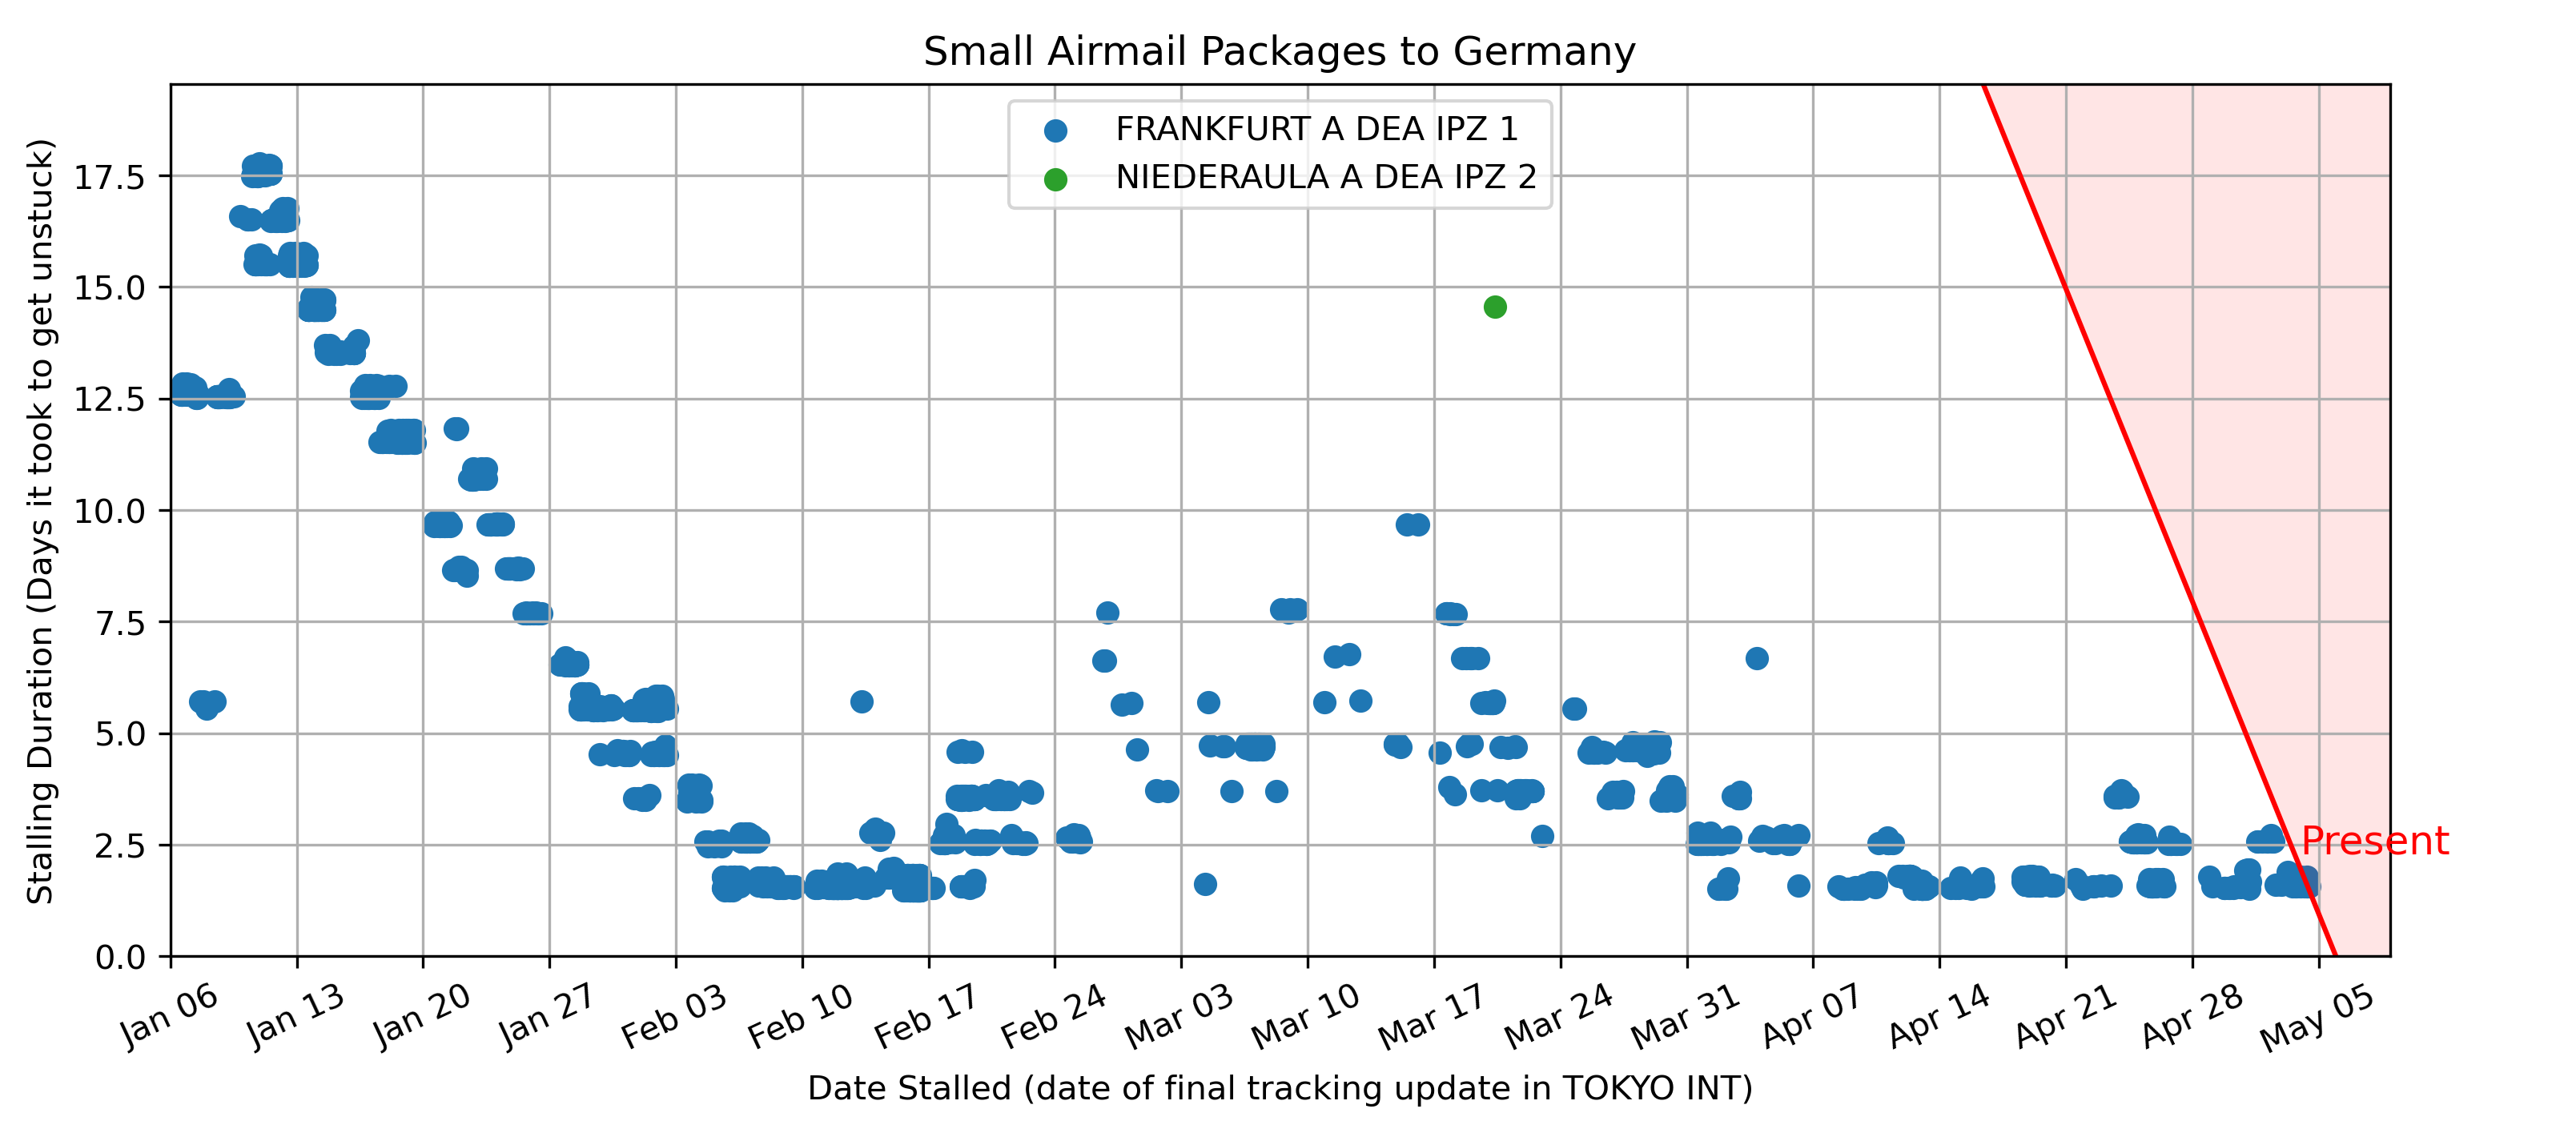 Small Airmail Packages to Germany
FRANKFURT A DEA IPZ 1
NIEDERAULA A DEA IPZ 2
Stalling Duration (Days it took to get unstuck)
17.5
15.0
12.5
10.0
7.5
5.0
2.5
0.0
Present
Jan 06
Jan 13
Jan 20
Jan 27
Feb 03
Feb 10
Feb 17
Feb 24
Mar 03
Mar 10
Mar 17
Mar 24
Mar 31
Apr 07
Apr 14
Apr 21
Apr 28
May 05
Date Stalled (date of final tracking update in TOKYO INT)